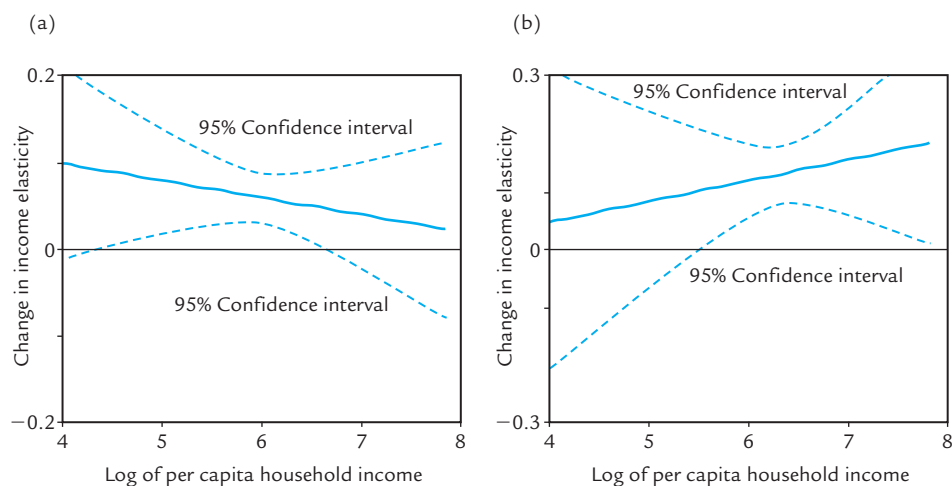 (a)
0.2
0
−0.2
4 5 6 7 8
Change in income elasticity
95% Confidence interval
95% Confidence interval
Log of per capita household income
(b)
0.3
0
−0.3
4 5 6 7 8
Change in income elasticity
95% Confidence interval
95% Confidence interval
Log of per capita household income